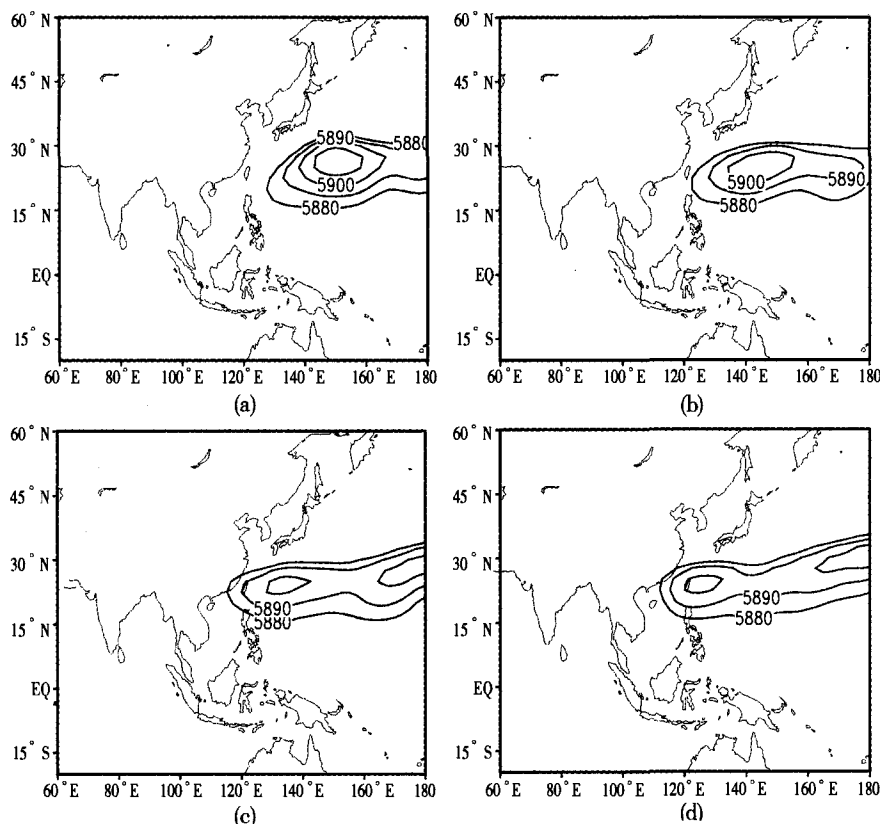 60° N 60° N
45° N 45° N
5890 5880
30° N 30° N
5900 5900 5890
15° N 5880 15° N 5880
EQ EQ
15° S 15° S
60° E 80° E 100° E 120° E 140° E 160° E 180 60° E 80° E 100° E 120° E 140° E 160° E 180
(a) (b)
60° N 60° N
45° N 45° N
30° N 30° N
5890 5890
15° N 5880 15° N 5880
EQ EQ
15° S 15° S
60° E 80° E 100° E 120° E 140° E 160° E 180 60° E 80° E 100° E 120° E 140° E 160° E 180
(c) (d)